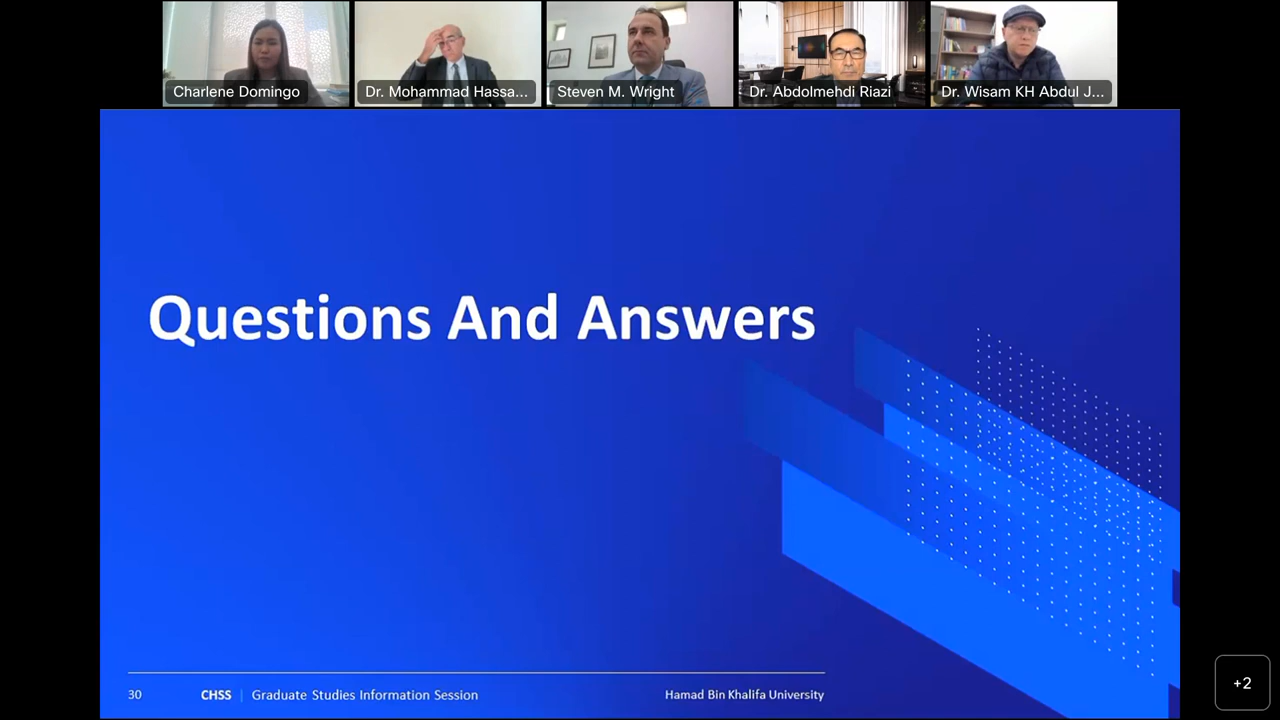 Charlene Domingo
Dr. Mohammad Hassa...
Steven M. Wright
Dr. Abdolmehdi Riazi
Dr. Wisam KH Abdul J...
Questions And Answers
30
CHSS | Graduate Studies Information Session
Hamad Bin Khalifa University
+2